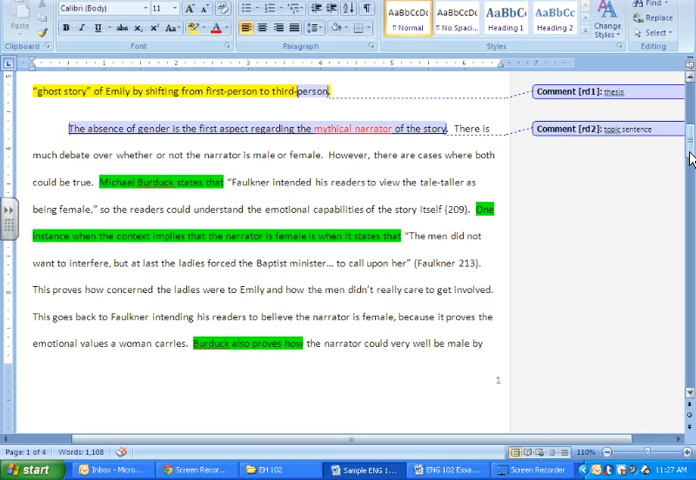 Calibri (Body) 11
AaBbCcDc AaBbCcDc AaBbC AaBbCc
Paste
¶ Normal ¶ No Spaci... Heading 1 Heading 2
Change
Styles
Find
Replace
Select
Clipboard Font Paragraph Styles Editing
"ghost story" of Emily by shifting from first-person to third-person.
Comment [rd1]: thesis
The absence of gender is the first aspect regarding the mythical narrator of the story. There is
Comment [rd2]: topic sentence
much debate over whether or not the narrator is male or female. However, there are cases where both
could be true. Michael Burduck states that "Faulkner intended his readers to view the tale-taller as
being female," so the readers could understand the emotional capabilities of the story itself (209). One
instance when the context implies that the narrator is female is when it states that "The men did not
want to interfere, but at last the ladies forced the Baptist minister... to call upon her" (Faulkner 213).
This proves how concerned the ladies were to Emily and how the men didn't really care to get involved.
This goes back to Faulkner intending his readers to believe the narrator is female, because it proves the
emotional values a woman carries. Burduck also proves how the narrator could very well be male by
1
Page: 1 of 4 Words: 1,108 110%
start Inbox - Micro... Screen Recor... EH 102 Sample ENG 1... ENG 102 Essa... Screen Recorder 11:27 AM